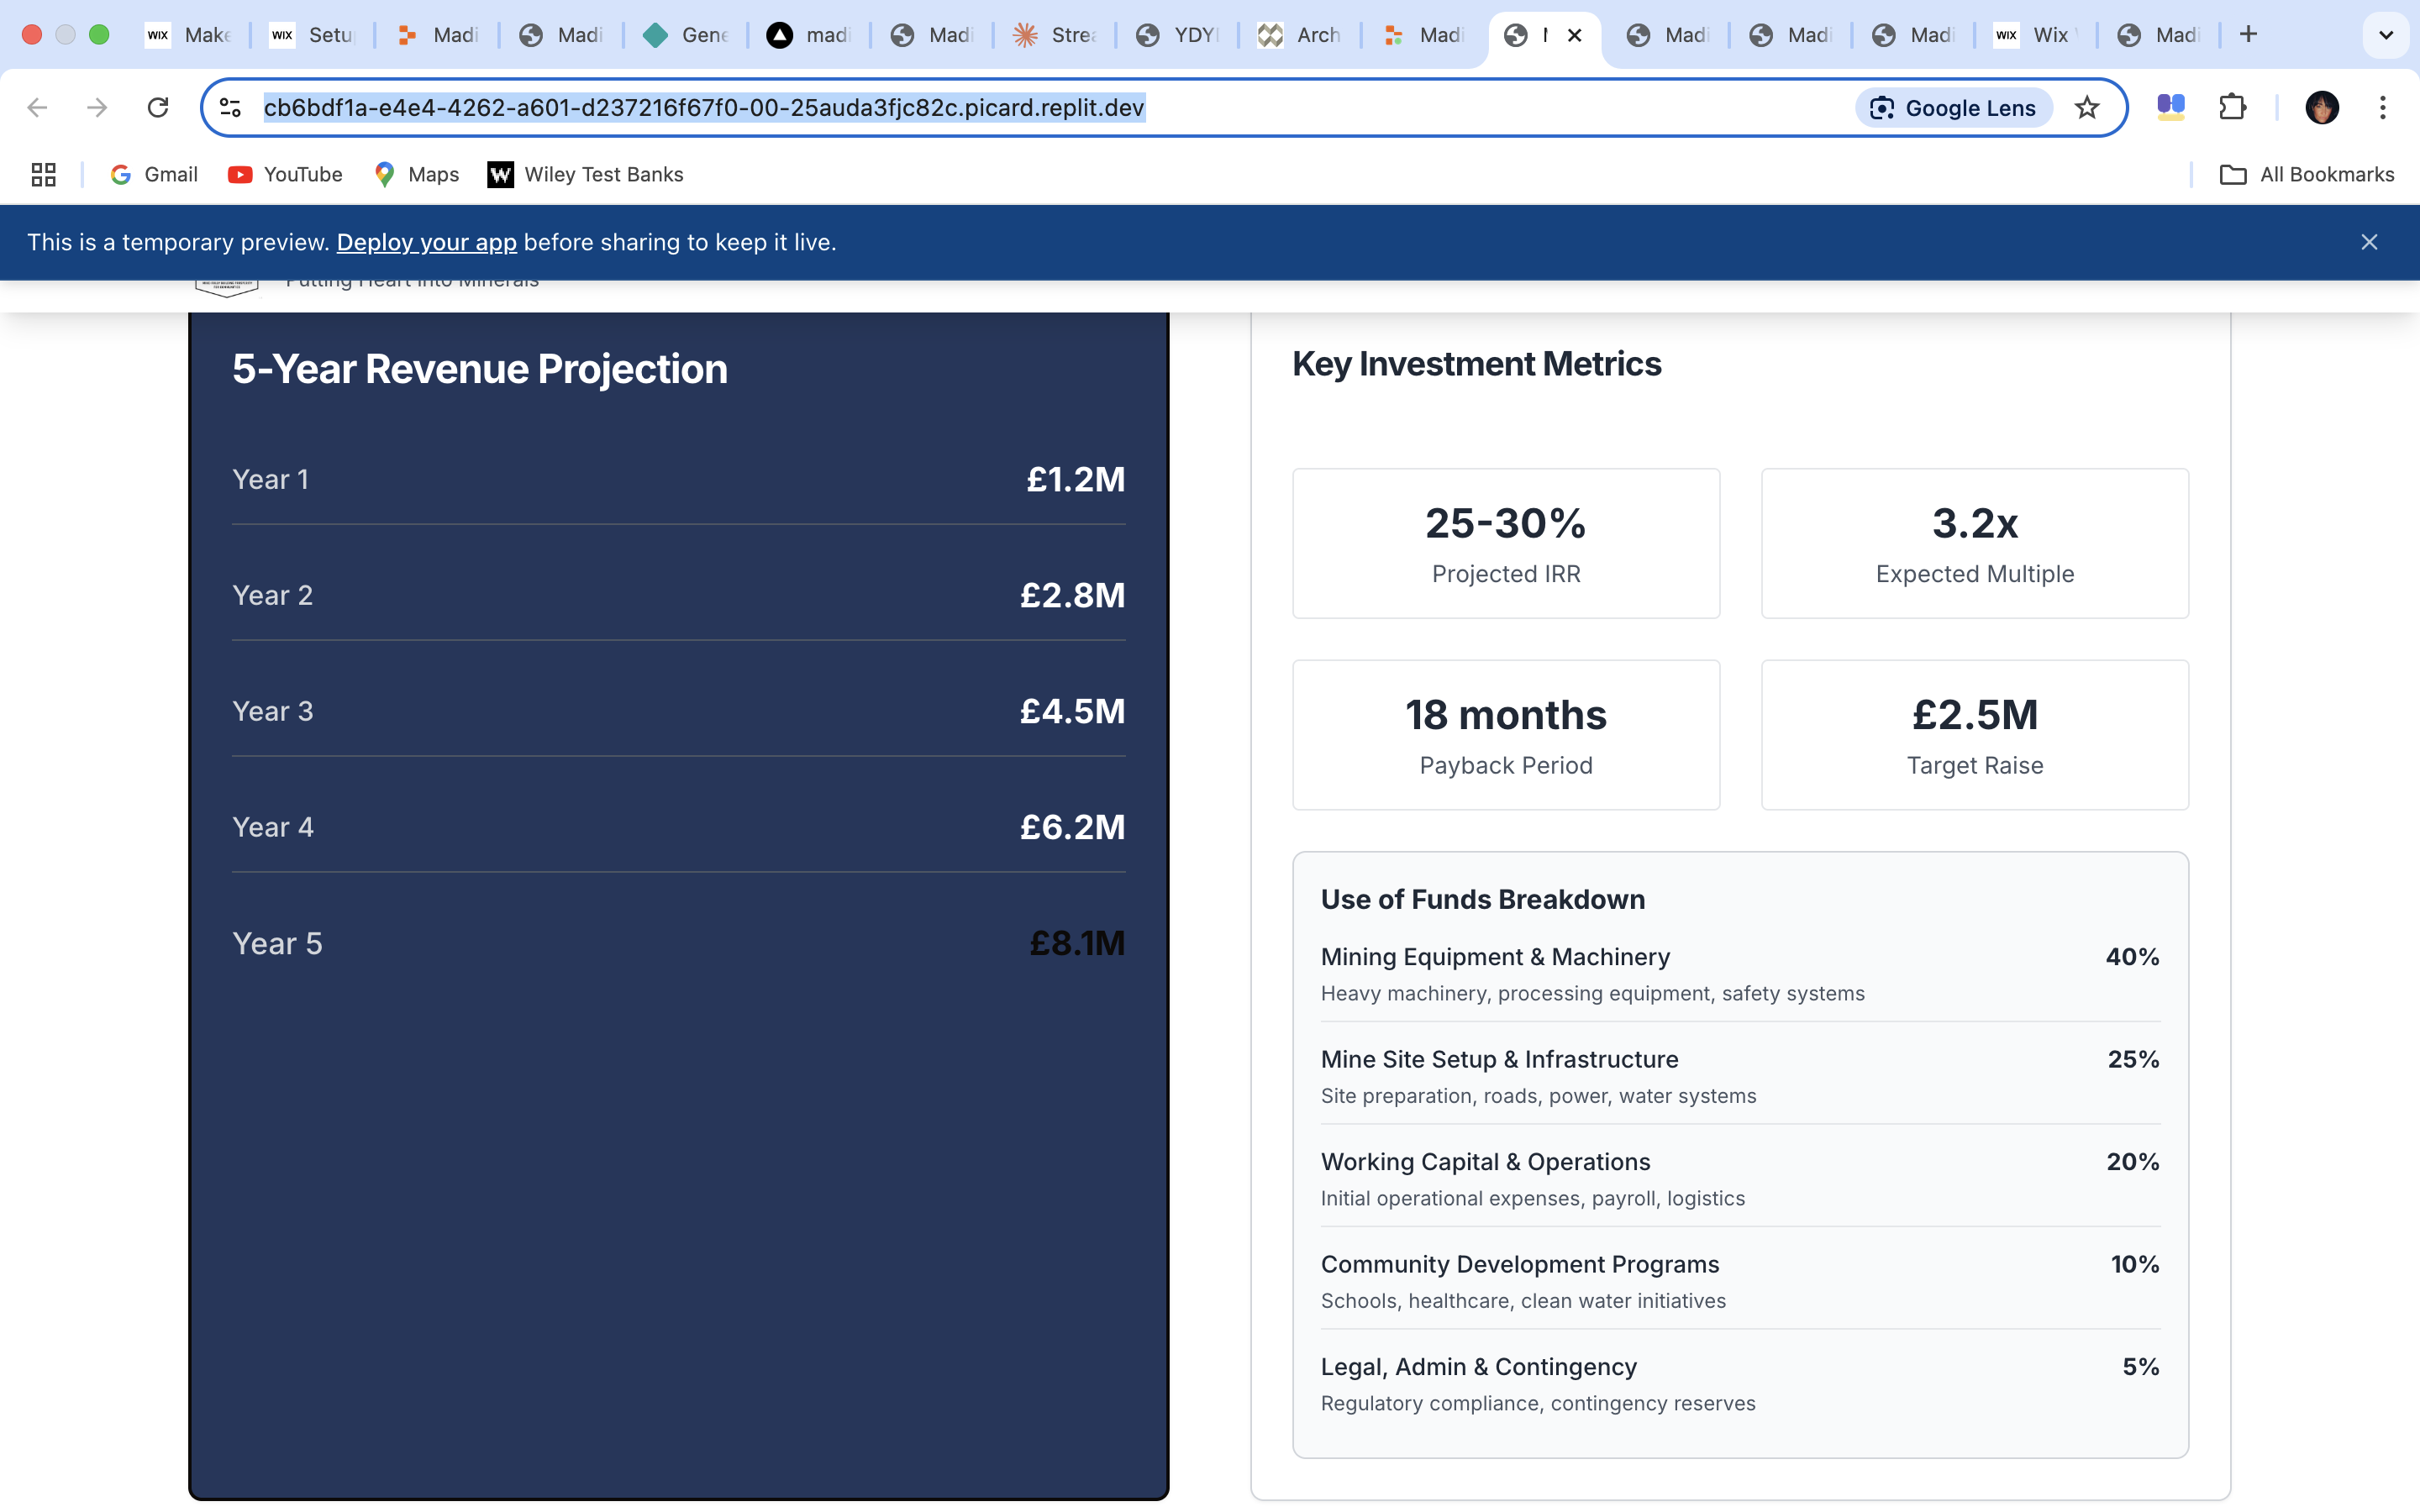 WIX Make
WIX Setu
Madi
Madi
Gene
madi
Madi
Strea
YDYI
Arch
Madi
Madi
Madi
Madi
WIX Wix
Madi
cb6bdf1a-e4e4-4262-a601-d237216f67f0-00-25auda3fjc82c.picard.replit.dev
Google Lens
Gmail
YouTube
Maps
W Wiley Test Banks
All Bookmarks
This is a temporary preview. Deploy your app before sharing to keep it live.
Putting Heart Into Minerals
5-Year Revenue Projection
Year 1 £1.2M
Year 2 £2.8M
Year 3 £4.5M
Year 4 £6.2M
Year 5 £8.1M
Key Investment Metrics
25-30%
Projected IRR
3.2x
Expected Multiple
18 months
Payback Period
£2.5M
Target Raise
Use of Funds Breakdown
Mining Equipment & Machinery 40%
Heavy machinery, processing equipment, safety systems
Mine Site Setup & Infrastructure 25%
Site preparation, roads, power, water systems
Working Capital & Operations 20%
Initial operational expenses, payroll, logistics
Community Development Programs 10%
Schools, healthcare, clean water initiatives
Legal, Admin & Contingency 5%
Regulatory compliance, contingency reserves